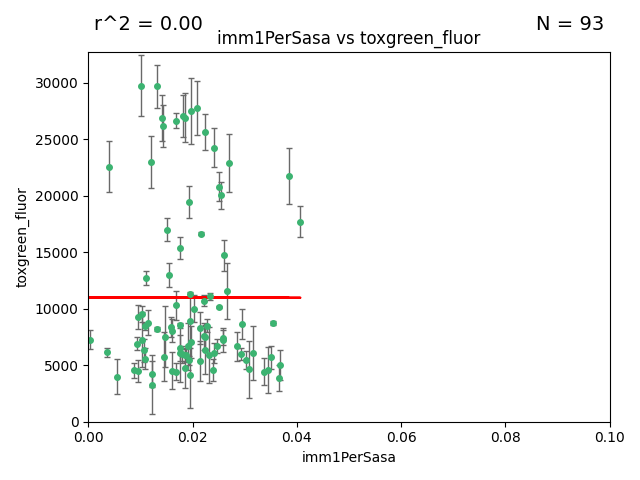 r^2 = 0.00
N = 93
imm1PerSasa vs toxgreen_fluor
30000
25000
20000
15000
10000
5000
0
toxgreen_fluor
0.00
0.02
0.04
0.06
0.08
0.10
imm1PerSasa